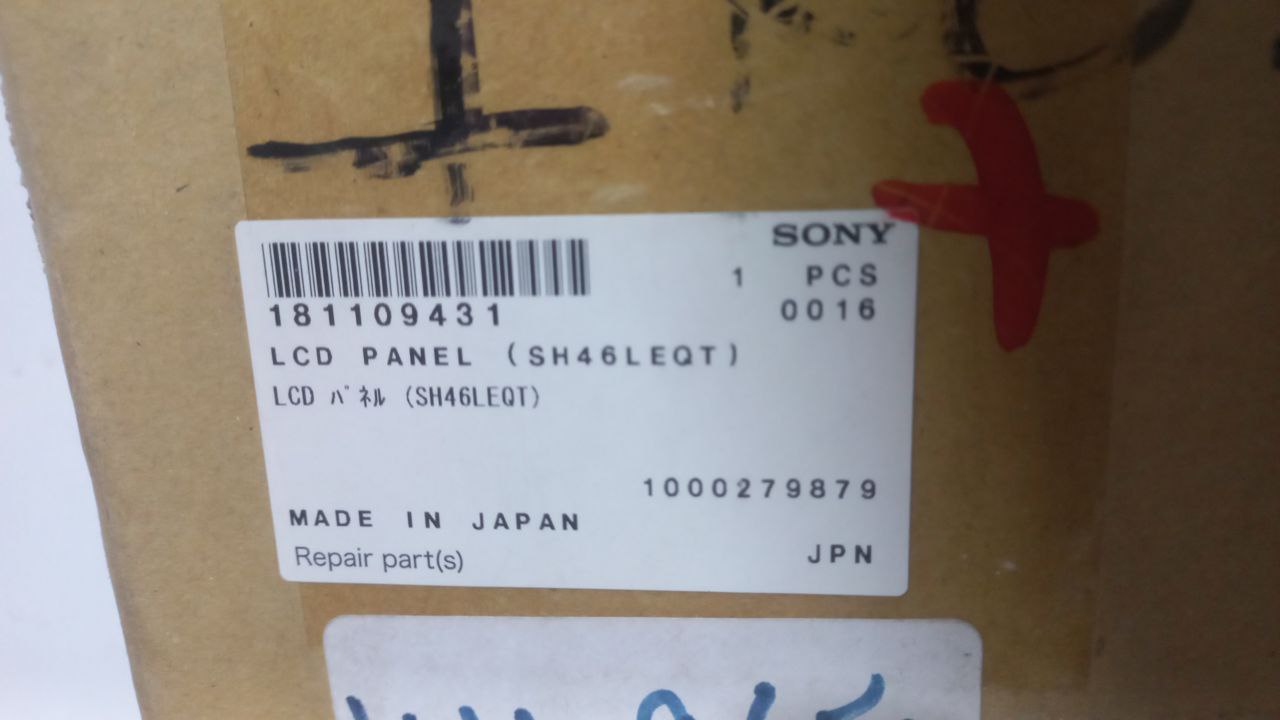 SONY
1 PCS
181109431 0016
LCD PANEL (SH46LEQT)
LCD ﾊﾟﾈﾙ (SH46LEQT)
1000279879
MADE IN JAPAN
Repair part(s) JPN